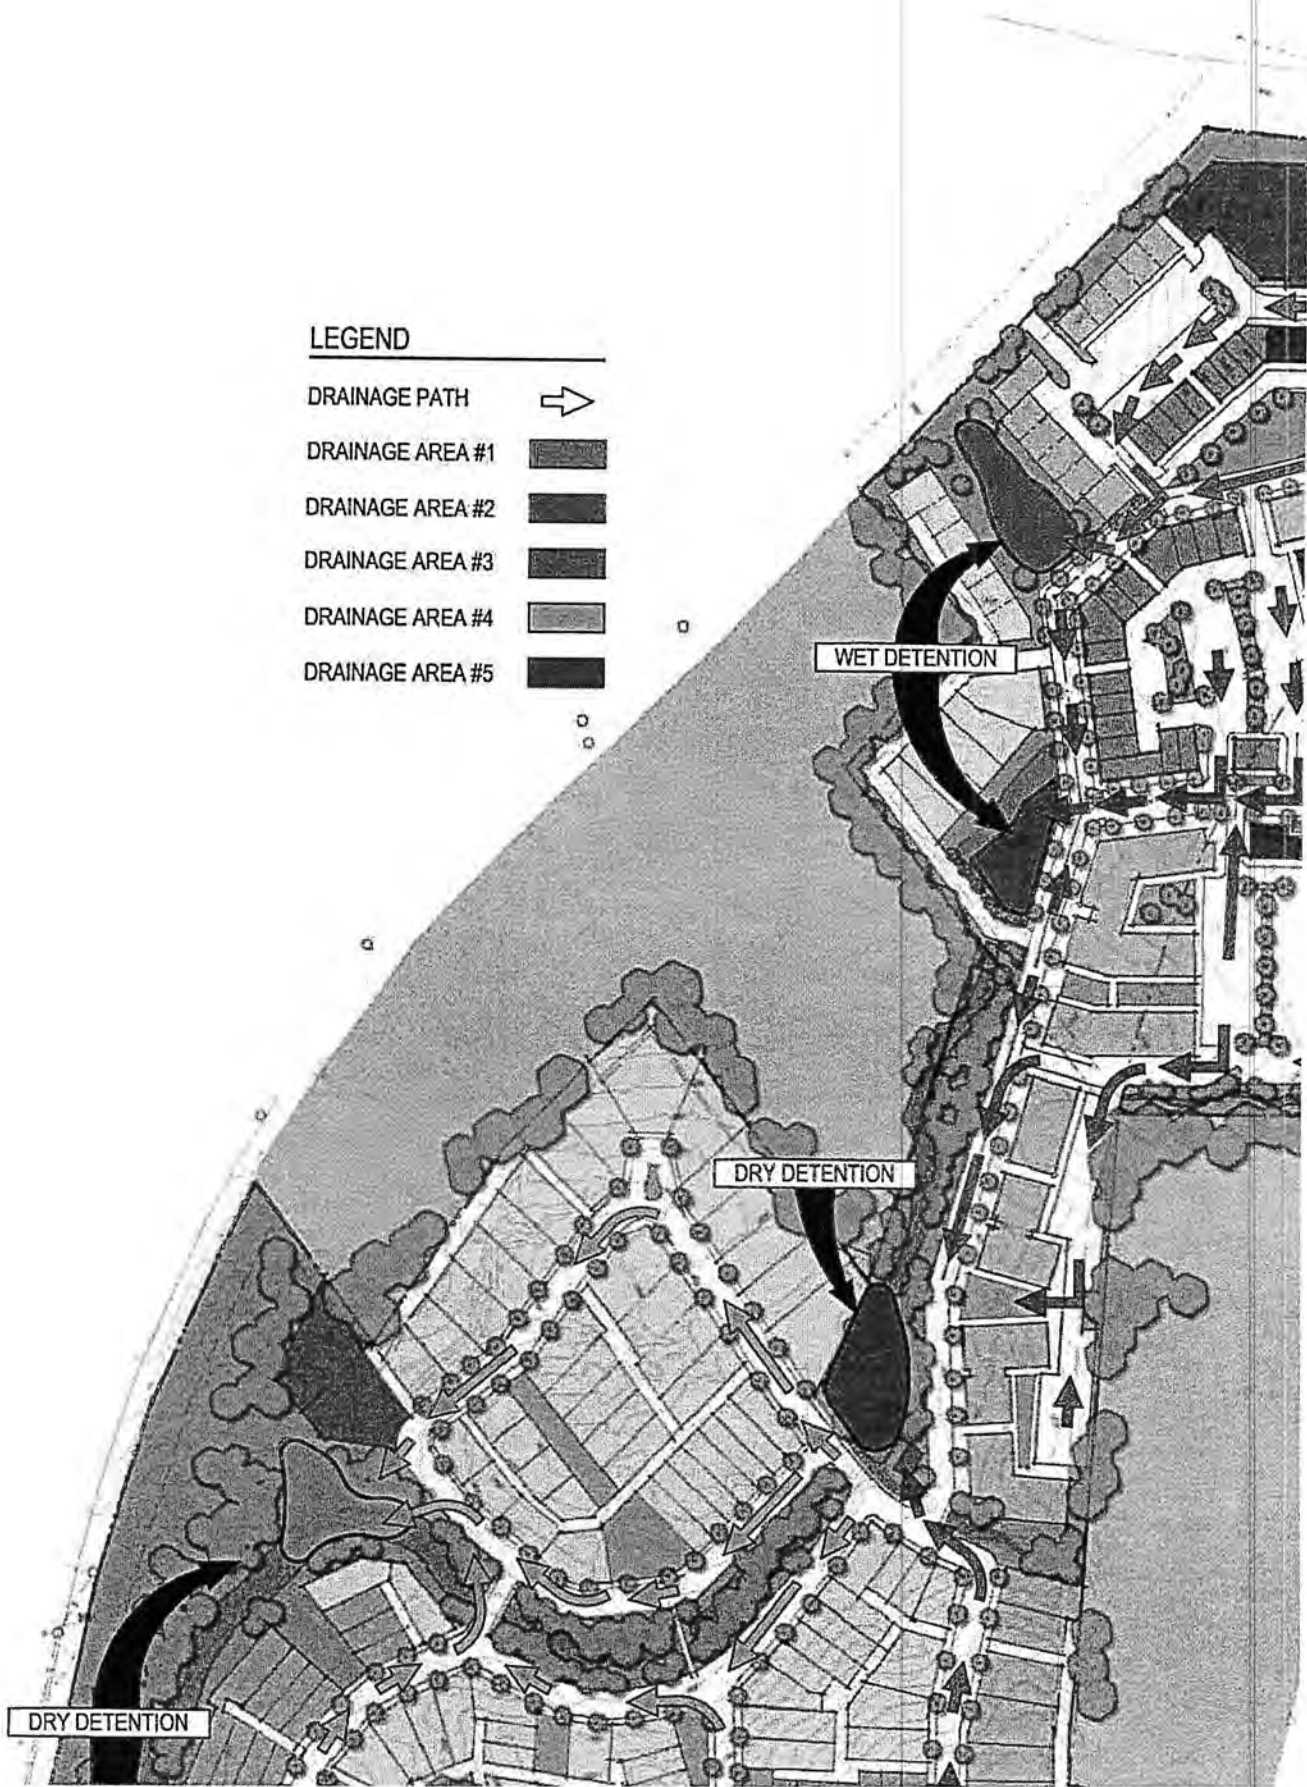 LEGEND
DRAINAGE PATH
DRAINAGE AREA #1
DRAINAGE AREA #2
DRAINAGE AREA #3
DRAINAGE AREA #4
DRAINAGE AREA #5
WET DETENTION
DRY DETENTION
DRY DETENTION